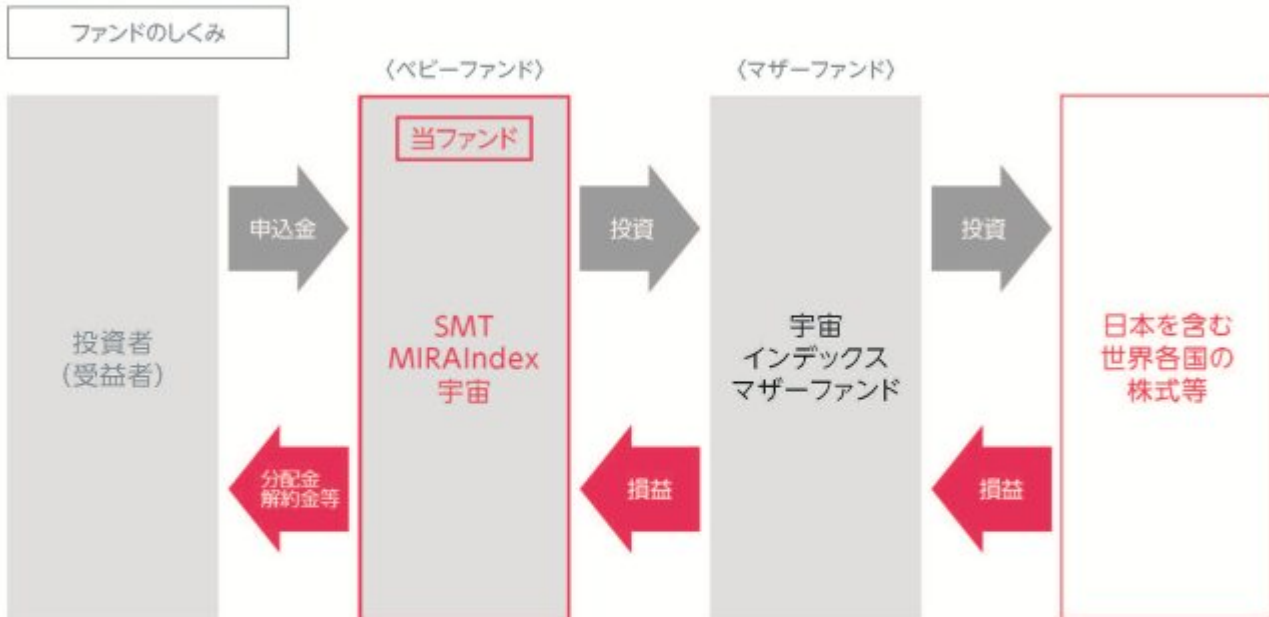 ファンドのしくみ
〈ベビーファンド〉
〈マザーファンド〉
投資者
(受益者)
申込金
分配金
解約金等
当ファンド
SMT
MIRAIndex
宇宙
投資
損益
宇宙
インデックス
マザーファンド
投資
損益
日本を含む
世界各国の
株式等